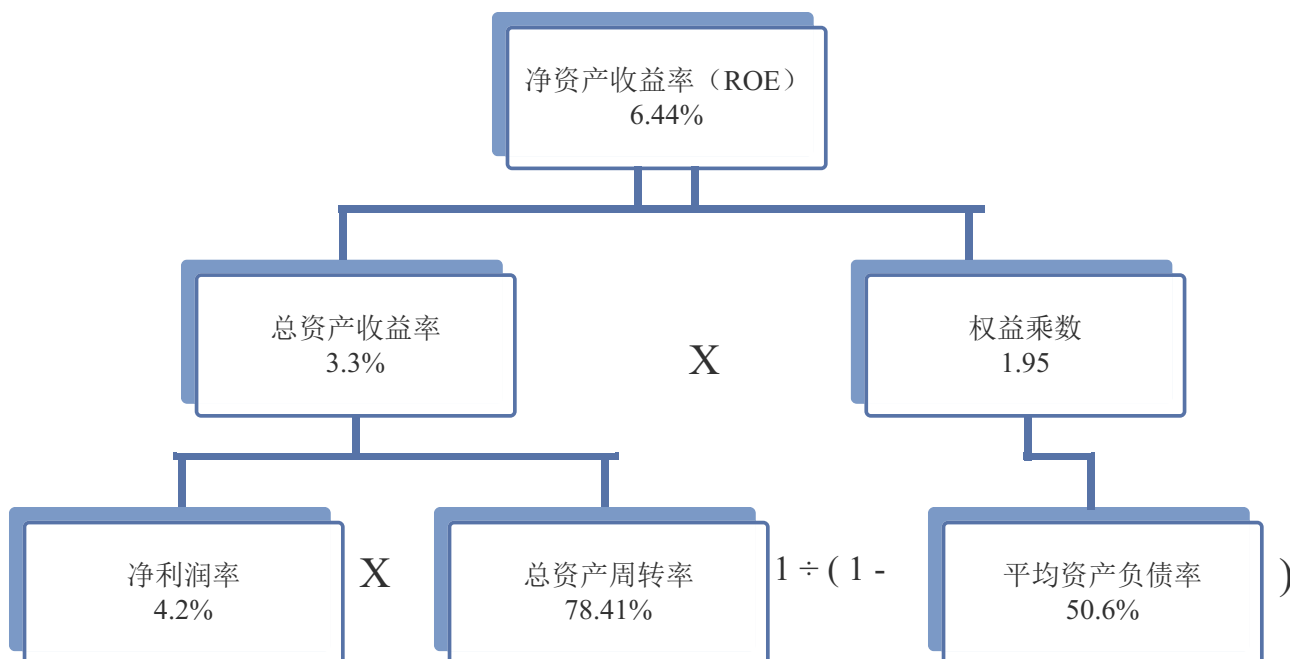 净资产收益率（ROE）
6.44%
总资产收益率
3.3%
X
权益乘数
1.95
净利润率
4.2%
X
总资产周转率
78.41%
1 ÷ ( 1 -
平均资产负债率
50.6%
)